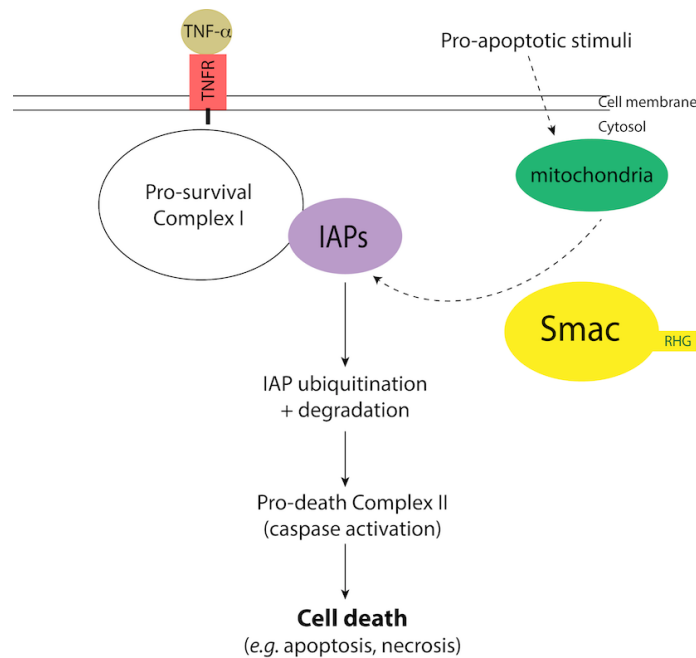 TNF-α
TNFR
Pro-apoptotic stimuli
Cell membrane
Cytosol
mitochondria
Pro-survival
Complex I
IAPs
Smac
RHG
IAP ubiquitination
+ degradation
Pro-death Complex II
(caspase activation)
Cell death
(e.g. apoptosis, necrosis)